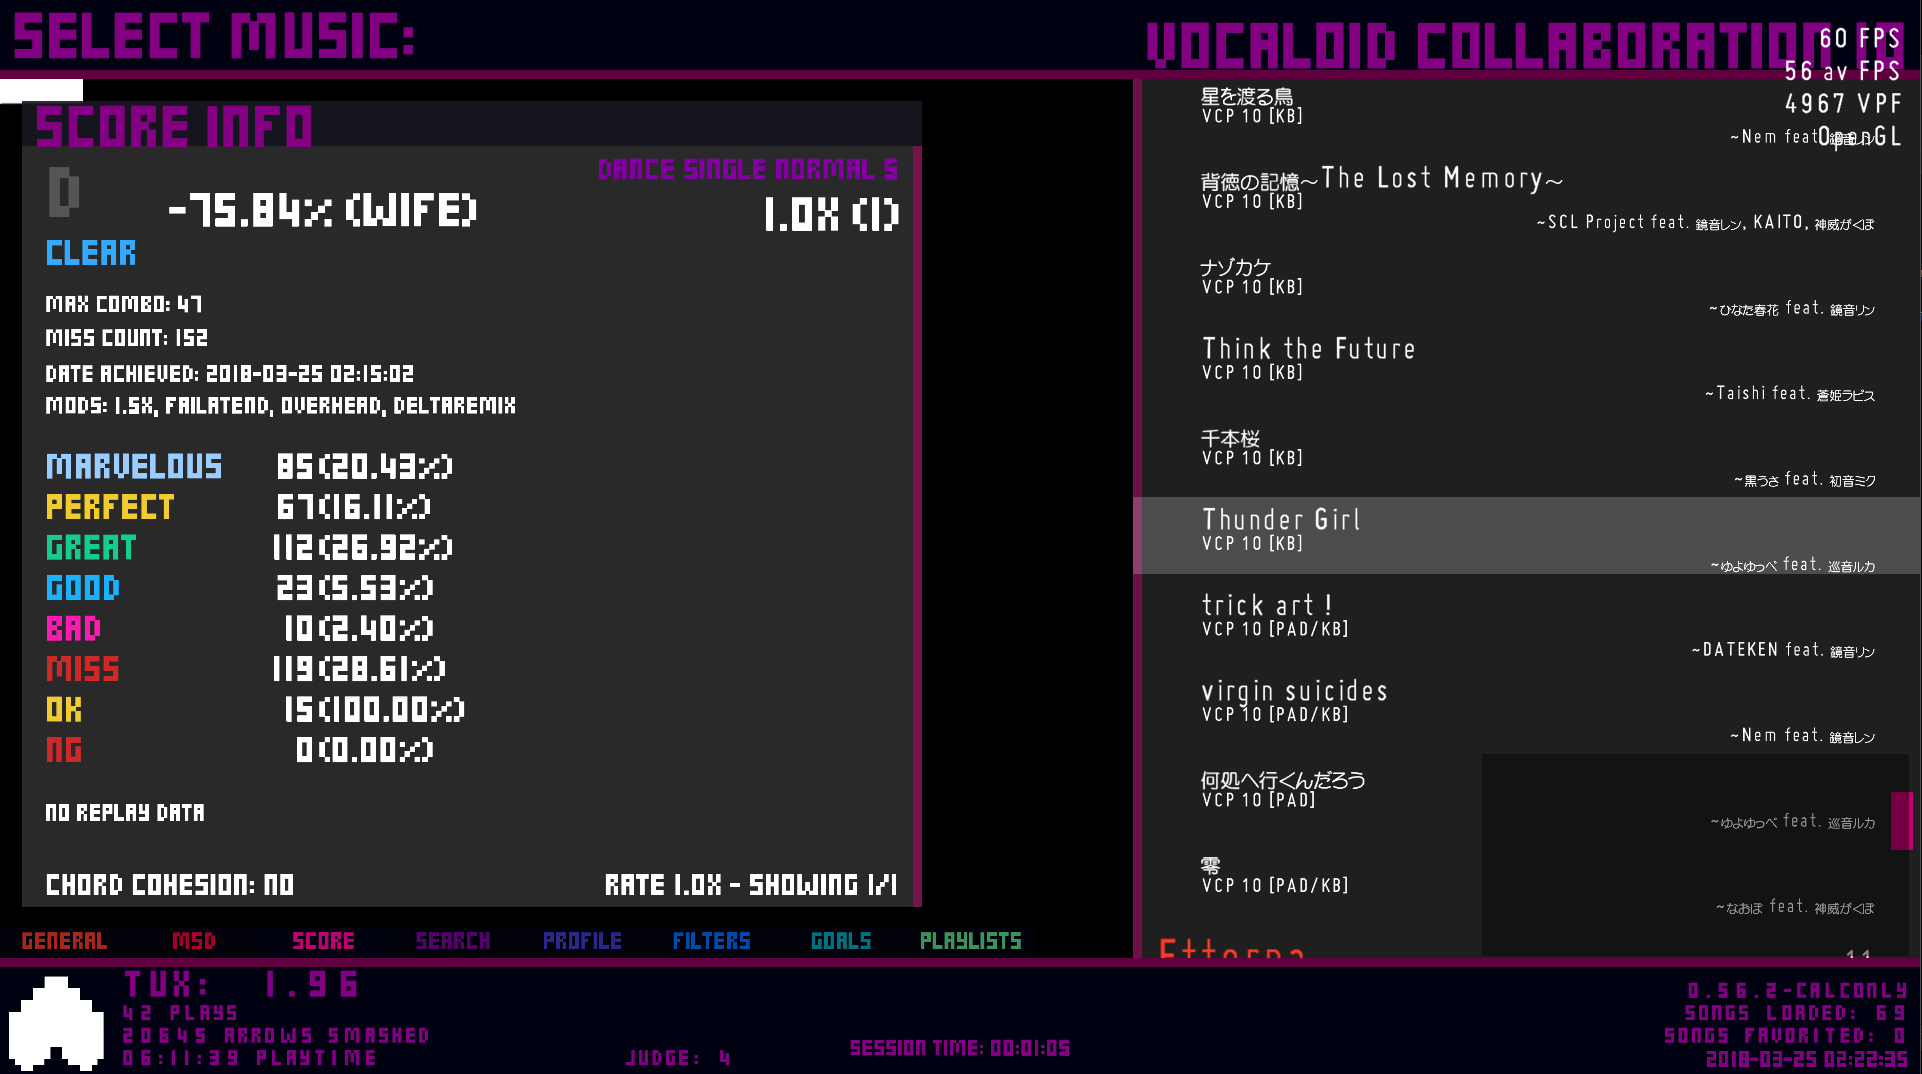 SELECT MUSIC:
VOCALOID COLLABORATION 10
60 FPS
56 av FPS
4967 VPF
OpenGL
SCORE INFO
D
-75.84% (WIFE)
DANCE SINGLE NORMAL 5
1.0X (1)
CLEAR
MAX COMBO: 47
MISS COUNT: 152
DATE ACHIEVED: 2018-03-25 02:15:02
MODS: 1.5X, FAILATEND, OVERHEAD, DELTAREMIX
MARVELOUS 85(20.43%)
PERFECT 67(16.11%)
GREAT 112(26.92%)
GOOD 23(5.53%)
BAD 10(2.40%)
MISS 119(28.61%)
OK 15(100.00%)
NG 0(0.00%)
NO REPLAY DATA
CHORD COHESION: NO
RATE 1.0X - SHOWING 1/1
星を渡る鳥
VCP 10 [KB]
~Nem feat. 鏡音レン
背徳の記憶～The Lost Memory～
VCP 10 [KB]
~SCL Project feat. 鏡音レン, KAITO, 神威がくぽ
ナゾカケ
VCP 10 [KB]
~ひなた春花 feat. 鏡音リン
Think the Future
VCP 10 [KB]
~Taishi feat. 蒼姫ラピス
千本桜
VCP 10 [KB]
~黒うさ feat. 初音ミク
Thunder Girl
VCP 10 [KB]
~ゆよゆっぺ feat. 巡音ルカ
trick art !
VCP 10 [PAD/KB]
~DATEKEN feat. 鏡音リン
virgin suicides
VCP 10 [PAD/KB]
~Nem feat. 鏡音レン
何処へ行くんだろう
VCP 10 [PAD]
~ゆよゆっぺ feat. 巡音ルカ
零
VCP 10 [PAD/KB]
~なおぽ feat. 神威がくぽ
Etterna
11
GENERAL MSD SCORE SEARCH PROFILE FILTERS GOALS PLAYLISTS
TUX: 1.96
42 PLAYS
20645 ARROWS SMASHED
06:11:39 PLAYTIME
JUDGE: 4
SESSION TIME: 00:01:05
0.56.2-CALCONLY
SONGS LOADED: 69
SONGS FAVORITED: 0
2018-03-25 02:22:35